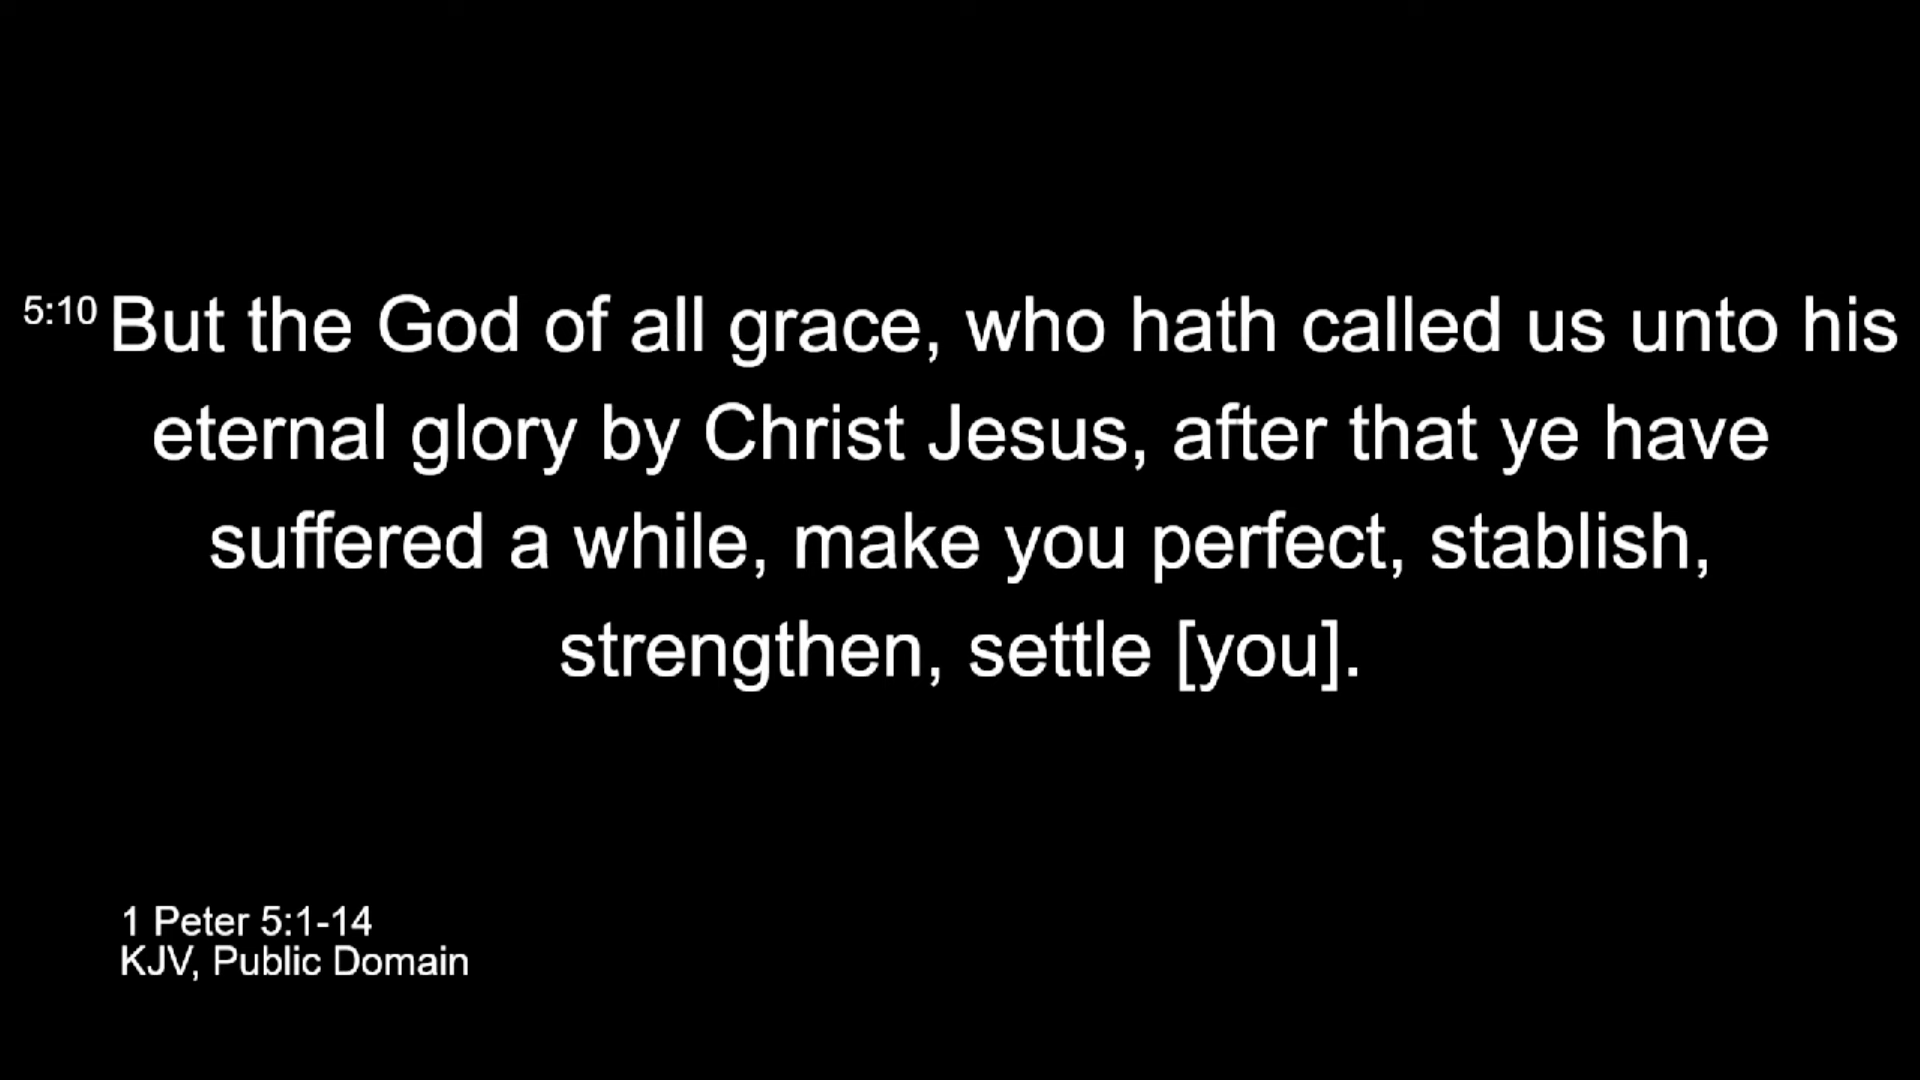 5:10 But the God of all grace, who hath called us unto his
eternal glory by Christ Jesus, after that ye have
suffered a while, make you perfect, stablish,
strengthen, settle [you].
1 Peter 5:1-14
KJV, Public Domain